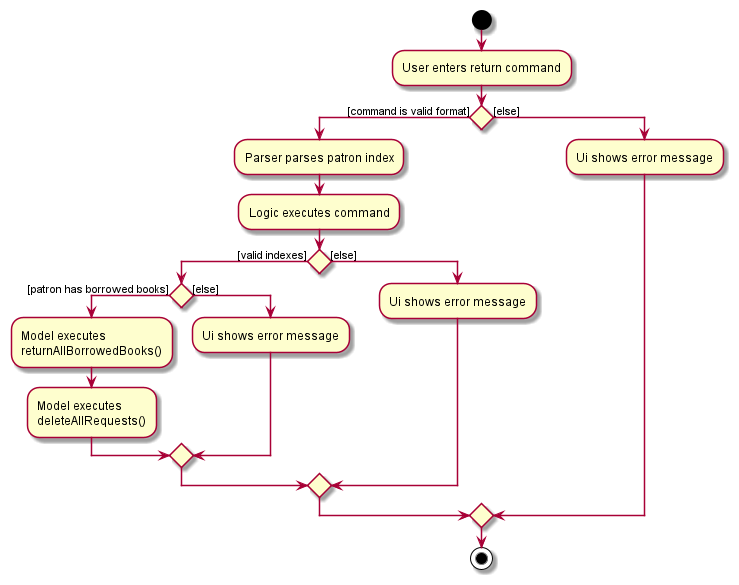 User enters return command
[command is valid format]
[else]
Parser parses patron index
Ui shows error message
Logic executes command
[valid indexes]
[else]
[patron has borrowed books]
[else]
Ui shows error message
Model executes
returnAllBorrowedBooks()
Ui shows error message
Model executes
deleteAllRequests()